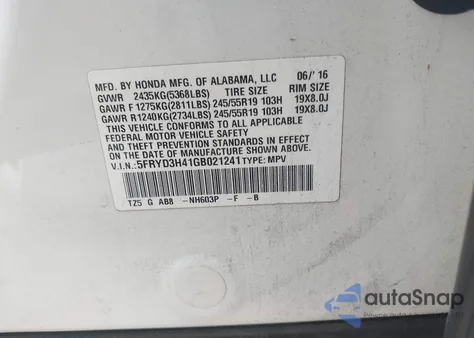 MFD. BY HONDA MFG. OF ALABAMA, LLC 06/'16
GVWR 2435KG(5368LBS) TIRE SIZE RIM SIZE
GAWR F 1275KG(2811LBS) 245/55R19 103H 19X8.0J
GAWR R1240KG(2734LBS) 245/55R19 103H 19X8.0J
THIS VEHICLE CONFORMS TO ALL APPLICABLE
FEDERAL MOTOR VEHICLE SAFETY AND THEFT
PREVENTION STANDARDS IN EFFECT ON THE
DATE OF MANUFACTURE SHOWN ABOVE.
V.I.N.:5FRYD3H41GB021241 TYPE: MPV
TZ5 G AB8 -NH603P -F -B
autoSnap